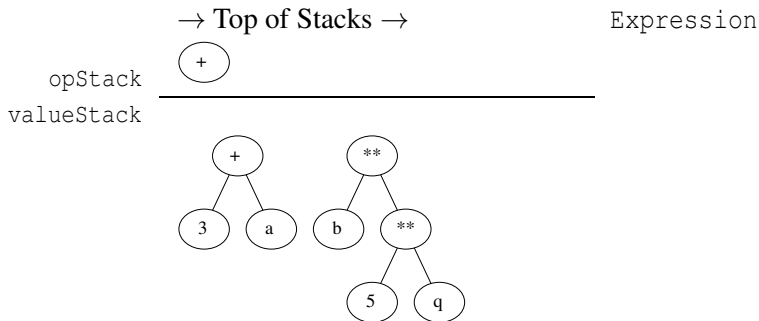 → Top of Stacks → Expression
+
opStack
valueStack
+ **
3 a b **
5 q